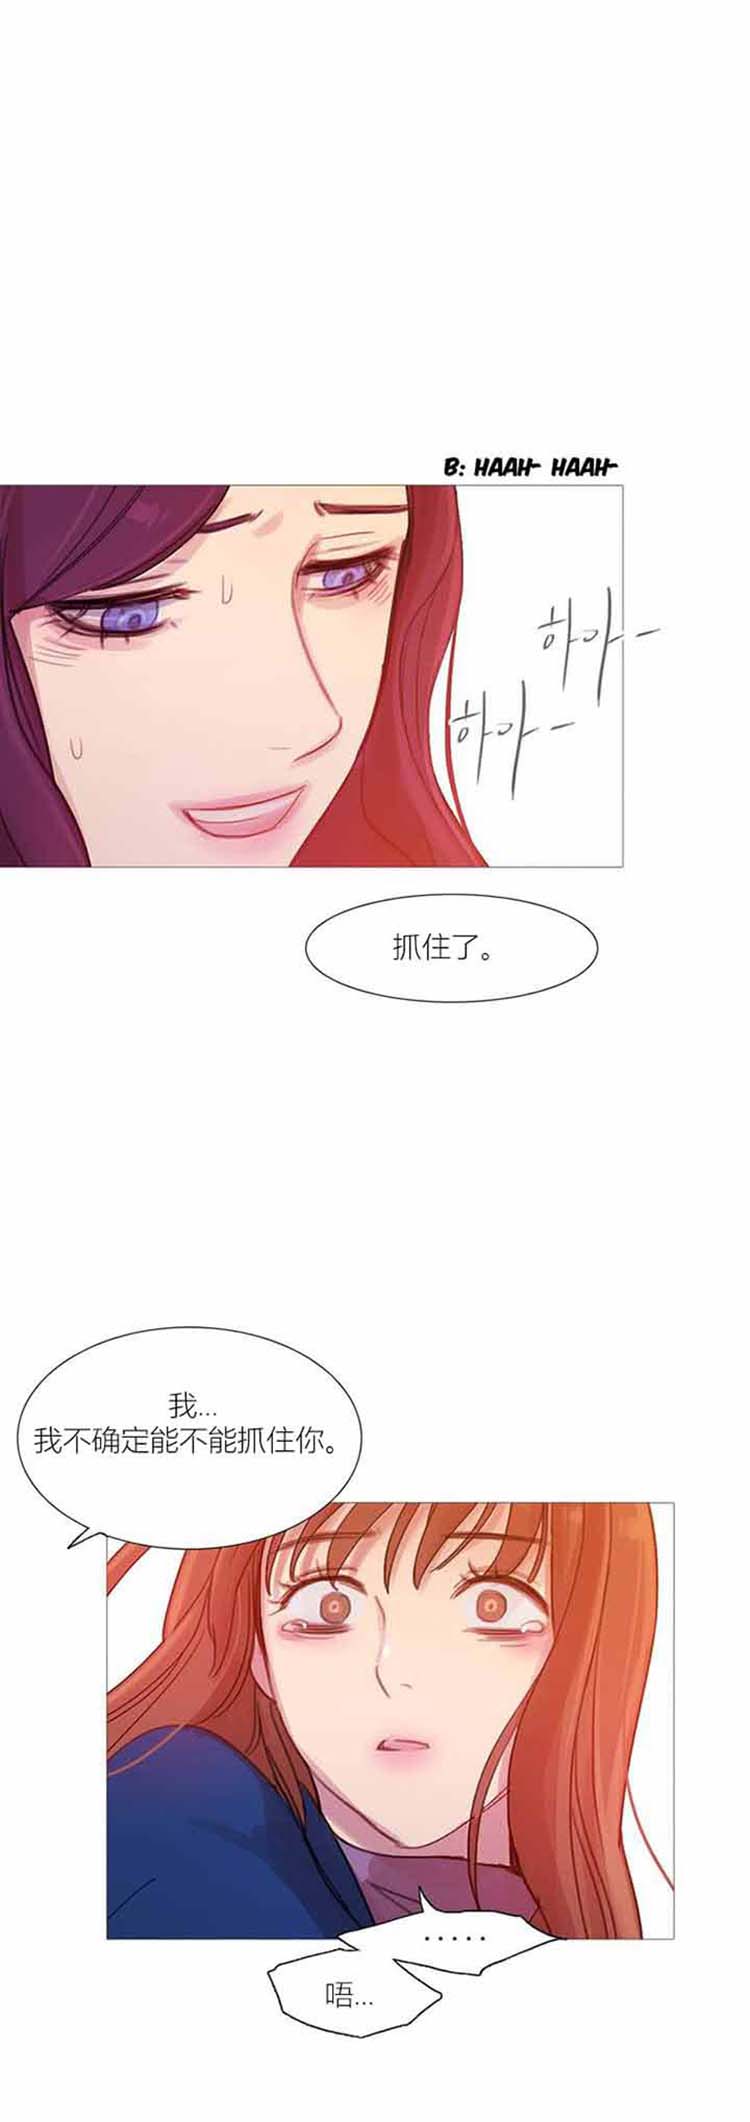 B: HAAH- HAAH-
하아-
하아-
抓住了。
我...
我不确定能不能抓住你。
.....
唔...